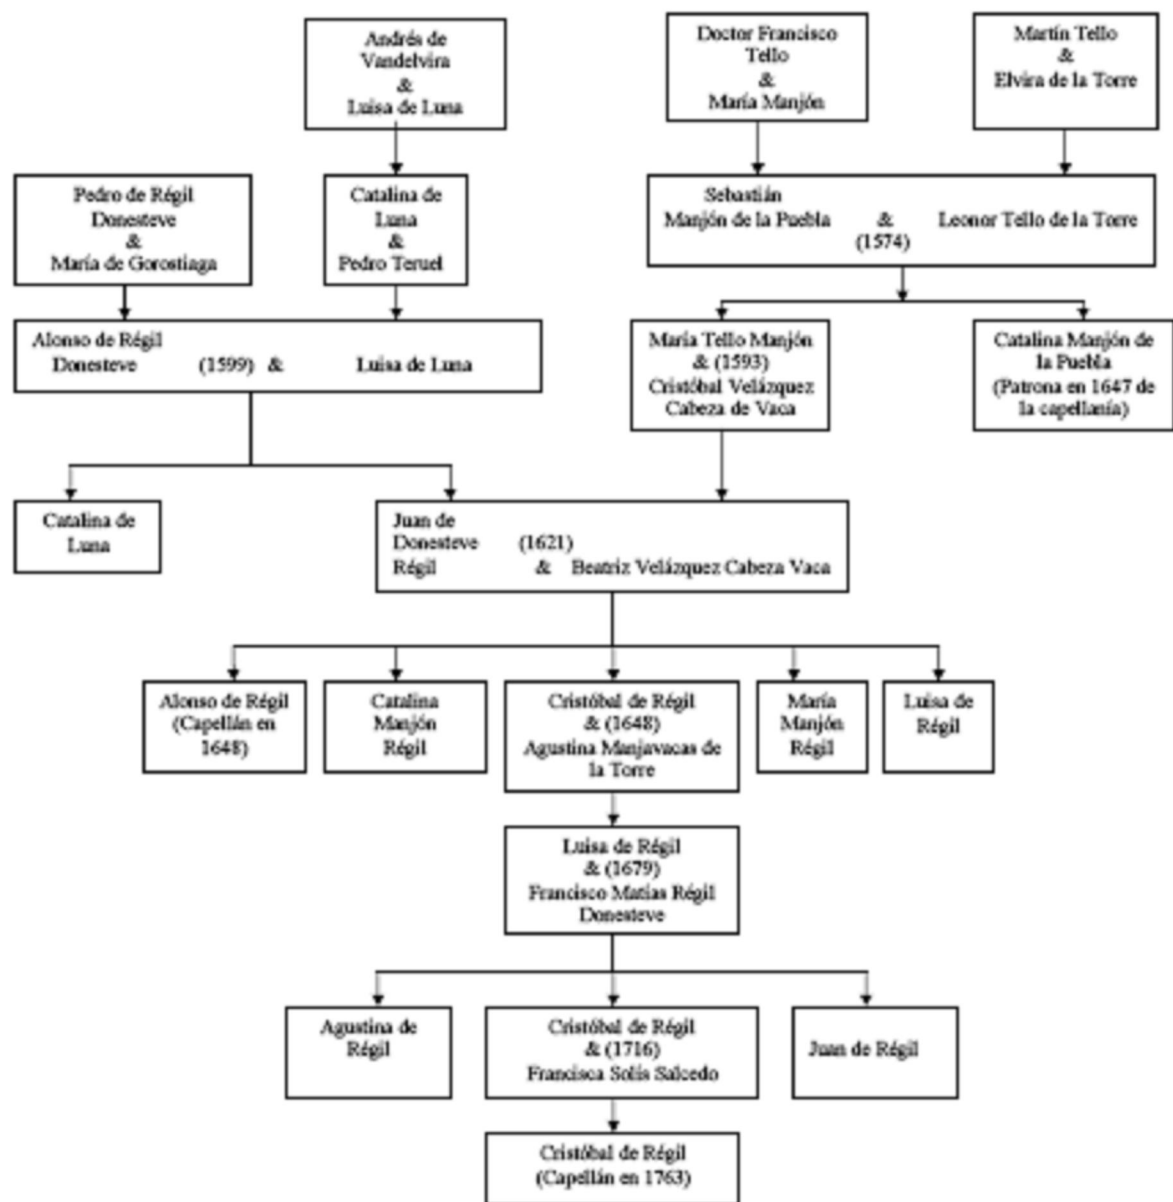 Andrés de
Vandelvira
&
Luisa de Luna
Doctor Francisco
Tello
&
María Manjón
Martín Tello
&
Elvira de la Torre
Pedro de Régil
Donesteve
&
María de Gorostiaga
Catalina de
Luna
&
Pedro Teruel
Sebastián
Manjón de la Puebla & Leonor Tello de la Torre
(1574)
Alonso de Régil
Donesteve (1599) & Luisa de Luna
María Tello Manjón
& (1593)
Cristóbal Velázquez
Cabeza de Vaca
Catalina Manjón de
la Puebla
(Patrona en 1647 de
la capellanía)
Catalina de
Luna
Juan de
Donesteve (1621)
Régil & Beatriz Velázquez Cabeza Vaca
Alonso de Régil
(Capellán en
1648)
Catalina
Manjón
Régil
Cristóbal de Régil
& (1648)
Agustina Manjavacas de
la Torre
María
Manjón
Régil
Luisa de
Régil
Luisa de Régil
& (1679)
Francisco Matías Régil
Donesteve
Agustina de
Régil
Cristóbal de Régil
& (1716)
Francisca Solís Salcedo
Juan de Régil
Cristóbal de Régil
(Capellán en 1763)